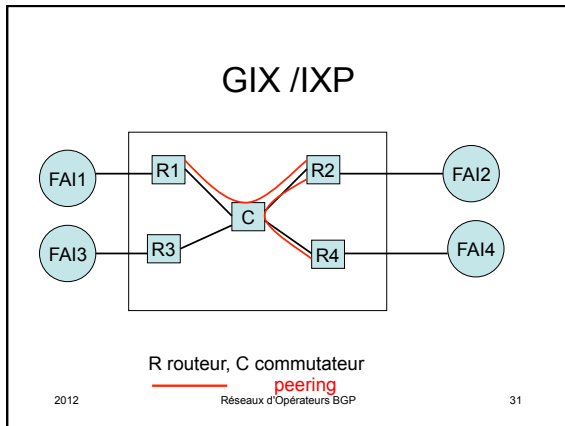 GIX /IXP
FAI1
R1
R2
FAI2
C
FAI3
R3
R4
FAI4
R routeur, C commutateur
peering
2012
Réseaux d'Opérateurs BGP
31